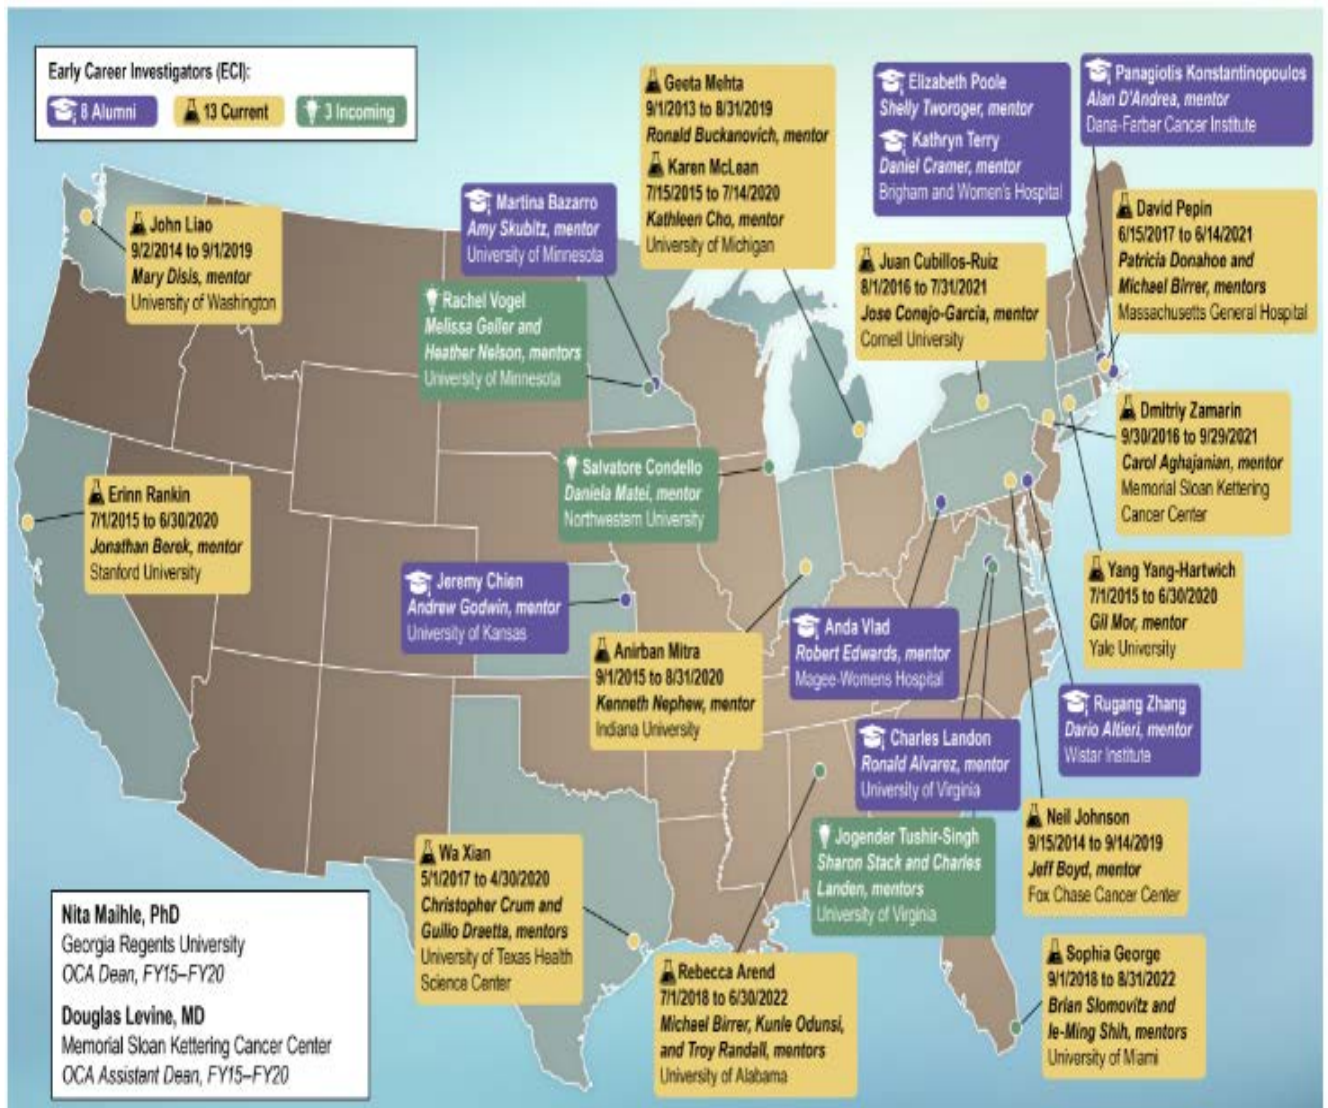 Early Career Investigators (ECI):
8 Alumni
13 Current
3 Incoming
Geeta Mehta
9/1/2013 to 8/31/2019
Ronald Buckanovich, mentor
Karen McLean
7/15/2015 to 7/14/2020
Kathleen Cho, mentor
University of Michigan
Elizabeth Poole
Shelly Tworoger, mentor
Kathryn Terry
Daniel Cramer, mentor
Brigham and Women's Hospital
Panagiotis Konstantinopoulos
Alan D'Andrea, mentor
Dana-Farber Cancer Institute
John Liao
9/2/2014 to 9/1/2019
Mary Disis, mentor
University of Washington
Martina Bazarro
Amy Skubitz, mentor
University of Minnesota
Rachel Vogel
Melissa Geller and
Heather Nelson, mentors
University of Minnesota
Juan Cubillos-Ruiz
8/1/2016 to 7/31/2021
Jose Conejo-Garcia, mentor
Cornell University
David Pepin
6/15/2017 to 6/14/2021
Patricia Donahoe and
Michael Birrer, mentors
Massachusetts General Hospital
Dmitriy Zamarin
9/30/2016 to 9/29/2021
Carol Aghajanian, mentor
Memorial Sloan Kettering
Cancer Center
Salvatore Condello
Daniela Matei, mentor
Northwestern University
Erinn Rankin
7/1/2015 to 6/30/2020
Jonathan Berek, mentor
Stanford University
Jeremy Chien
Andrew Godwin, mentor
University of Kansas
Anirban Mitra
9/1/2015 to 8/31/2020
Kenneth Nephew, mentor
Indiana University
Anda Vlad
Robert Edwards, mentor
Magee-Womens Hospital
Yang Yang-Hartwich
7/1/2015 to 6/30/2020
Gil Mor, mentor
Yale University
Rugang Zhang
Dario Altieri, mentor
Wistar Institute
Charles Landon
Ronald Alvarez, mentor
University of Virginia
Jogender Tushir-Singh
Sharon Stack and Charles
Landen, mentors
University of Virginia
Neil Johnson
9/15/2014 to 9/14/2019
Jeff Boyd, mentor
Fox Chase Cancer Center
Wa Xian
5/1/2017 to 4/30/2020
Christopher Crum and
Guilio Draetta, mentors
University of Texas Health
Science Center
Rebecca Arend
7/1/2018 to 6/30/2022
Michael Birrer, Kunle Odunsi,
and Troy Randall, mentors
University of Alabama
Sophia George
9/1/2018 to 8/31/2022
Brian Slomovitz and
Ie-Ming Shih, mentors
University of Miami
Nita Maihle, PhD
Georgia Regents University
OCA Dean, FY15–FY20
Douglas Levine, MD
Memorial Sloan Kettering Cancer Center
OCA Assistant Dean, FY15–FY20